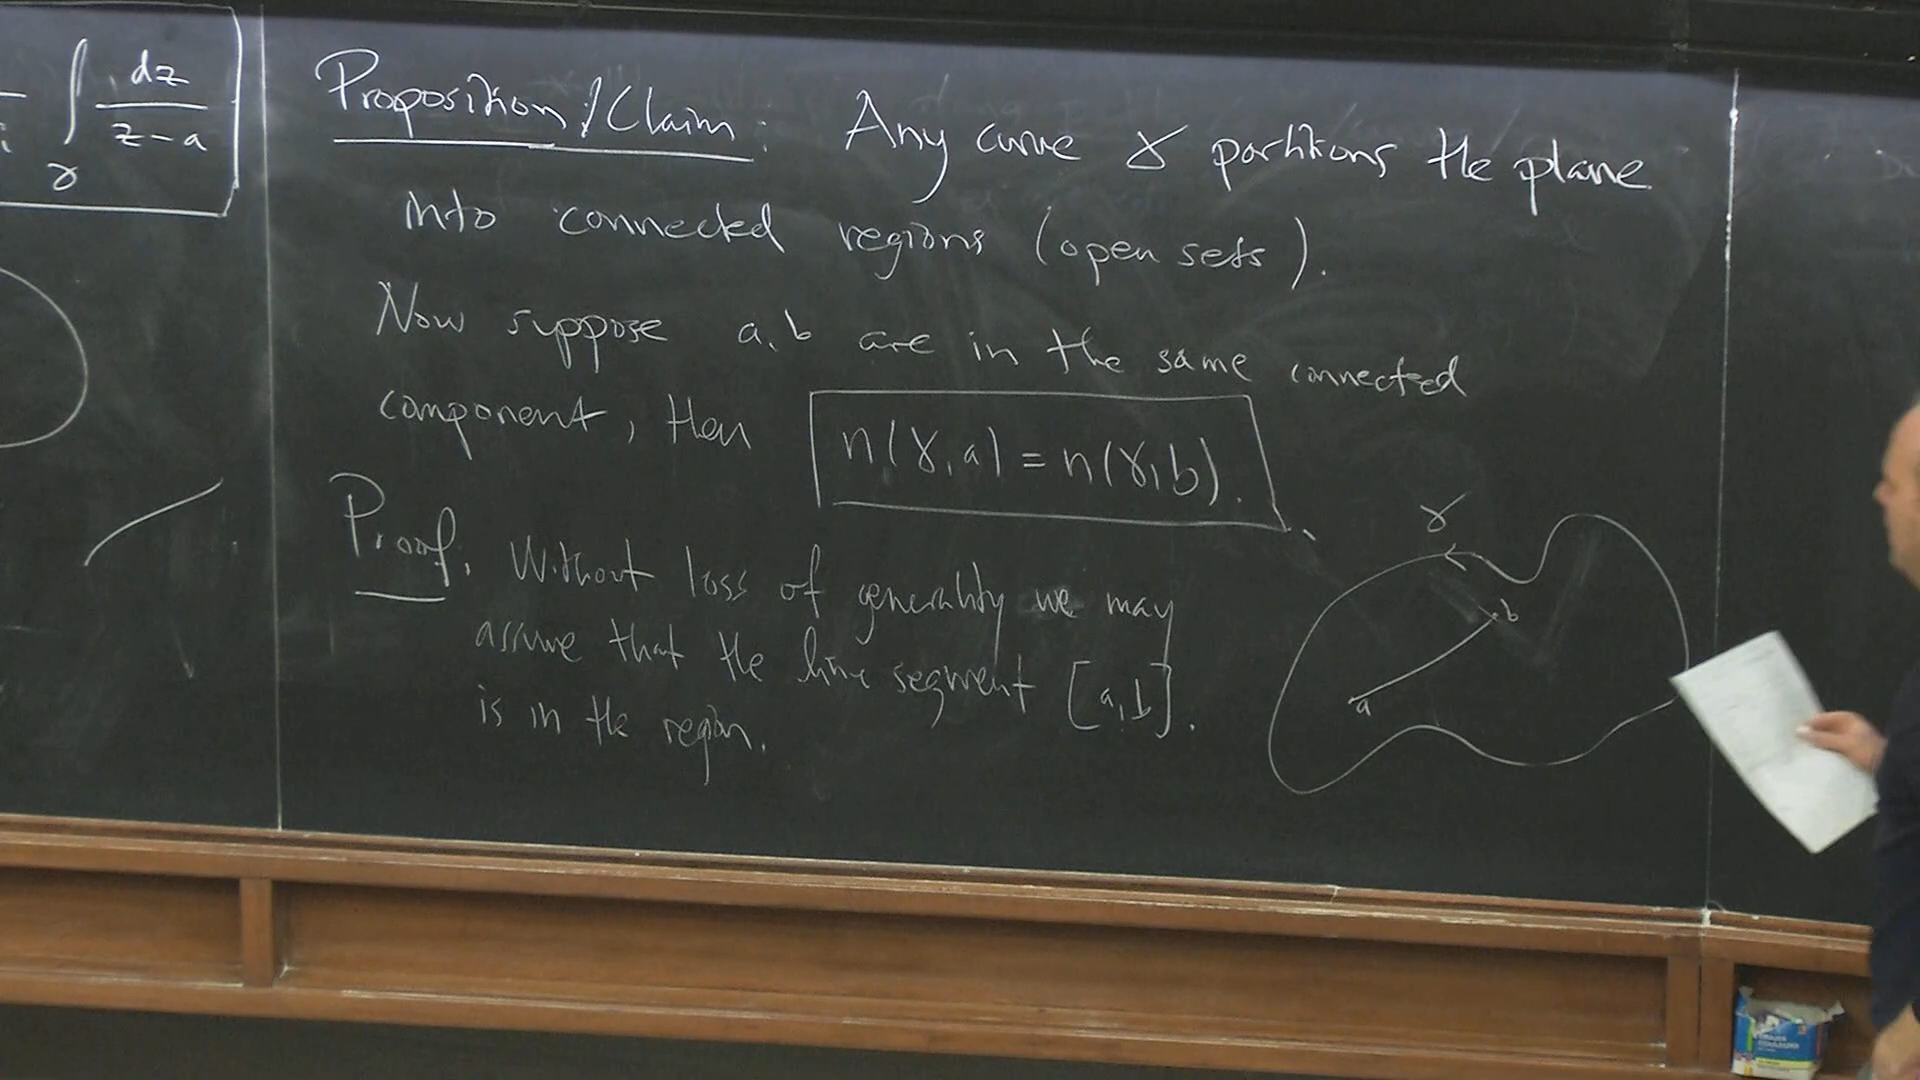 i ∫ dz / z-a
γ
Proposition/Claim: Any curve γ partitions the plane
into connected regions (open sets).
Now suppose a, b are in the same connected
component, then n(γ,a) = n(γ,b).
Proof. Without loss of generality we may
assume that the line segment [a,b].
is in the region.
γ
b
a